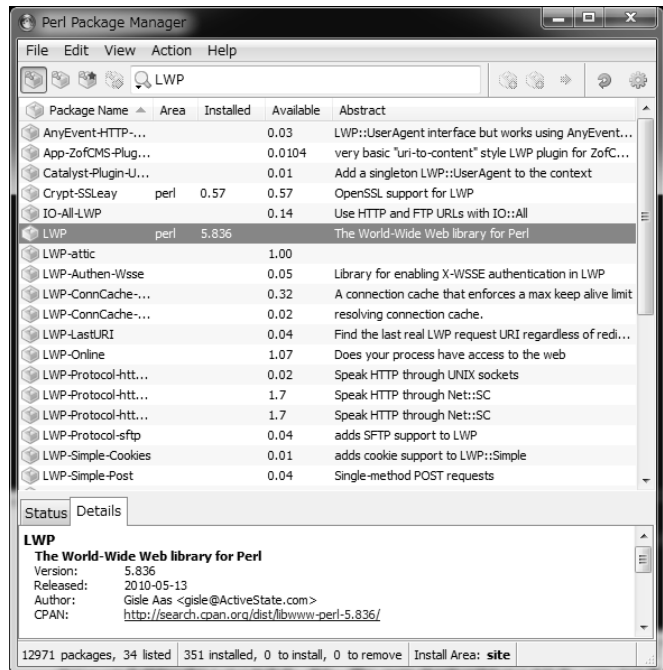 Perl Package Manager
File Edit View Action Help
LWP
Package Name Area Installed Available Abstract
AnyEvent-HTTP-... 0.03 LWP::UserAgent interface but works using AnyEvent...
App-ZofCMS-Plug... 0.0104 very basic "uri-to-content" style LWP plugin for ZofC...
Catalyst-Plugin-U... 0.01 Add a singleton LWP::UserAgent to the context
Crypt-SSLeay perl 0.57 0.57 OpenSSL support for LWP
IO-All-LWP 0.14 Use HTTP and FTP URLs with IO::All
LWP perl 5.836 The World-Wide Web library for Perl
LWP-attic 1.00
LWP-Authen-Wsse 0.05 Library for enabling X-WSSE authentication in LWP
LWP-ConnCache-... 0.32 A connection cache that enforces a max keep alive limit
LWP-ConnCache-... 0.02 resolving connection cache.
LWP-LastURI 0.04 Find the last real LWP request URI regardless of redi...
LWP-Online 1.07 Does your process have access to the web
LWP-Protocol-htt... 0.02 Speak HTTP through UNIX sockets
LWP-Protocol-htt... 1.7 Speak HTTP through Net::SC
LWP-Protocol-htt... 1.7 Speak HTTP through Net::SC
LWP-Protocol-sftp 0.04 adds SFTP support to LWP
LWP-Simple-Cookies 0.01 adds cookie support to LWP::Simple
LWP-Simple-Post 0.04 Single-method POST requests
Status Details
LWP
The World-Wide Web library for Perl
Version: 5.836
Released: 2010-05-13
Author: Gisle Aas <gisle@ActiveState.com>
CPAN: http://search.cpan.org/dist/libwww-perl-5.836/
12971 packages, 34 listed 351 installed, 0 to install, 0 to remove Install Area: site